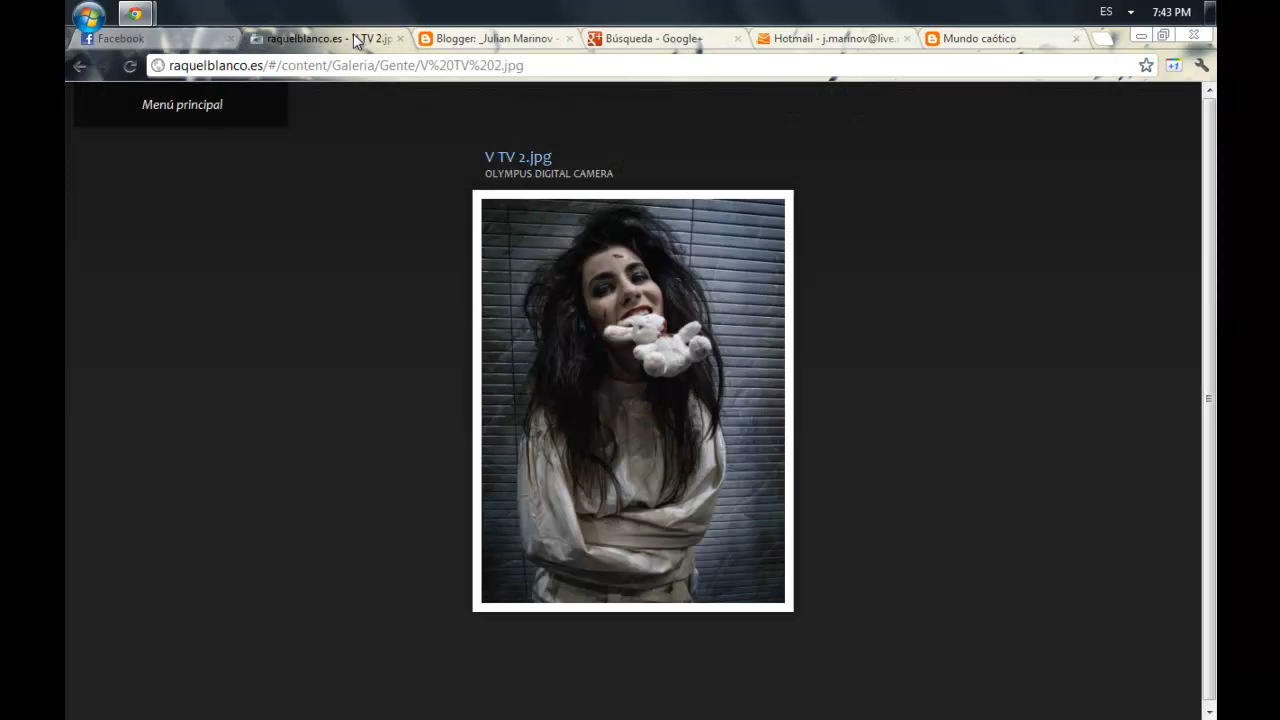 ES
7:43 PM
Facebook
raquelblanco.es - V TV 2.jp
Blogger: _Julian Marinov -
Búsqueda - Google+
Hotmail - j.marinov@live.
Mundo caótico
raquelblanco.es/#/content/Galeria/Gente/V%20TV%202.jpg
+1
Menú principal
V TV 2.jpg
OLYMPUS DIGITAL CAMERA